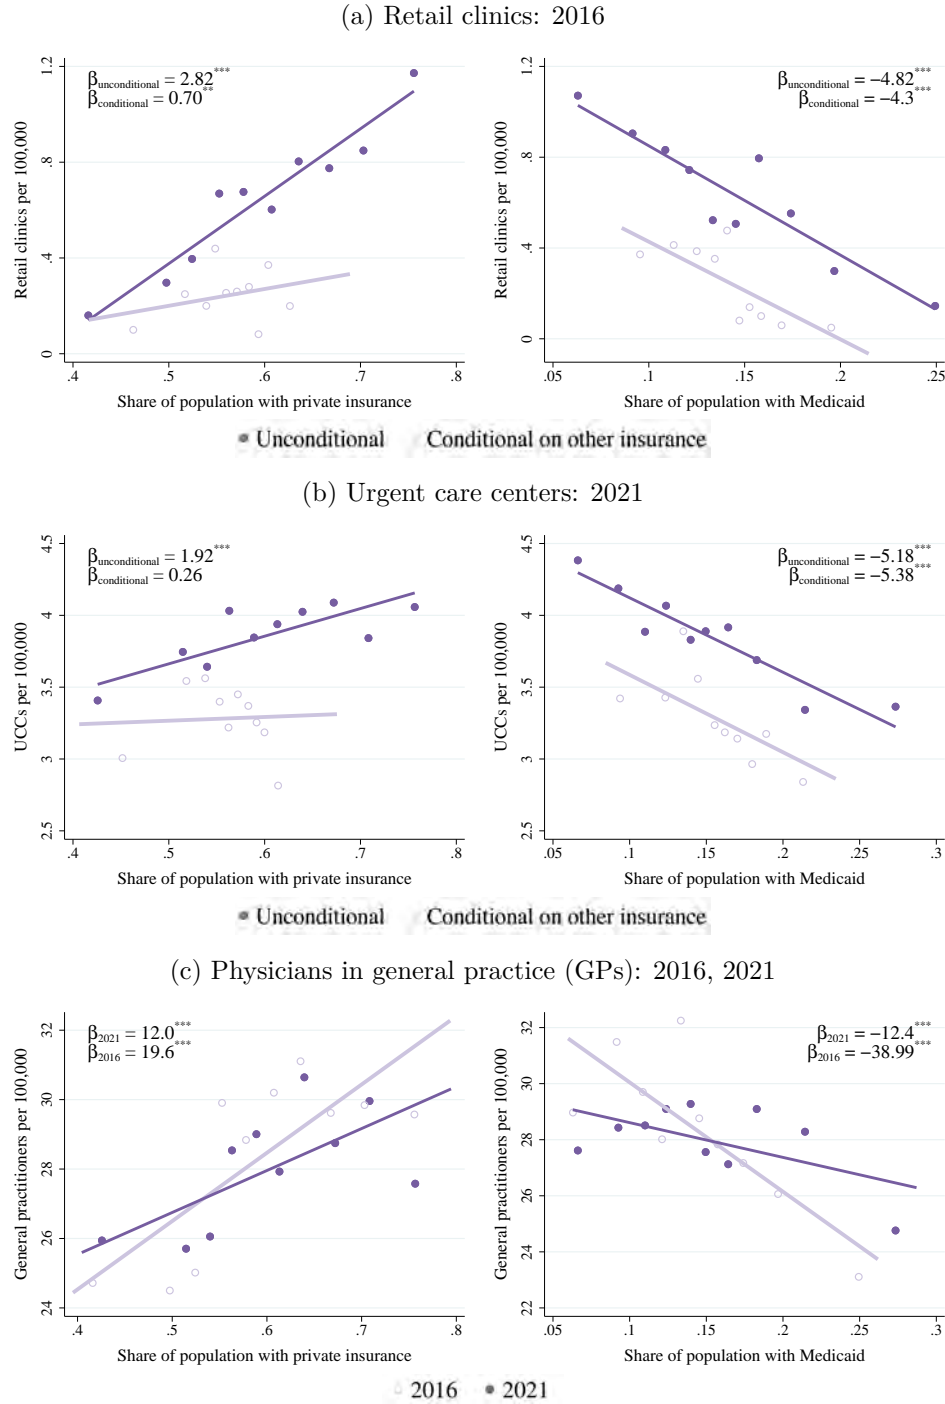 (a) Retail clinics: 2016
βunconditional = 2.82***
βconditional = 0.70**
Retail clinics per 100,000
0 .4 .8 1.2
.4 .5 .6 .7 .8
Share of population with private insurance
βunconditional = −4.82***
βconditional = −4.3***
Retail clinics per 100,000
0 .4 .8 1.2
.05 .1 .15 .2 .25
Share of population with Medicaid
Unconditional Conditional on other insurance
(b) Urgent care centers: 2021
βunconditional = 1.92***
βconditional = 0.26
UCCs per 100,000
2.5 3 3.5 4 4.5
.4 .5 .6 .7 .8
Share of population with private insurance
βunconditional = −5.18***
βconditional = −5.38***
UCCs per 100,000
2.5 3 3.5 4 4.5
.05 .1 .15 .2 .25 .3
Share of population with Medicaid
Unconditional Conditional on other insurance
(c) Physicians in general practice (GPs): 2016, 2021
β2021 = 12.0***
β2016 = 19.6***
General practitioners per 100,000
24 26 28 30 32
.4 .5 .6 .7 .8
Share of population with private insurance
β2021 = −12.4***
β2016 = −38.99***
General practitioners per 100,000
22 24 26 28 30 32
.05 .1 .15 .2 .25 .3
Share of population with Medicaid
2016 2021